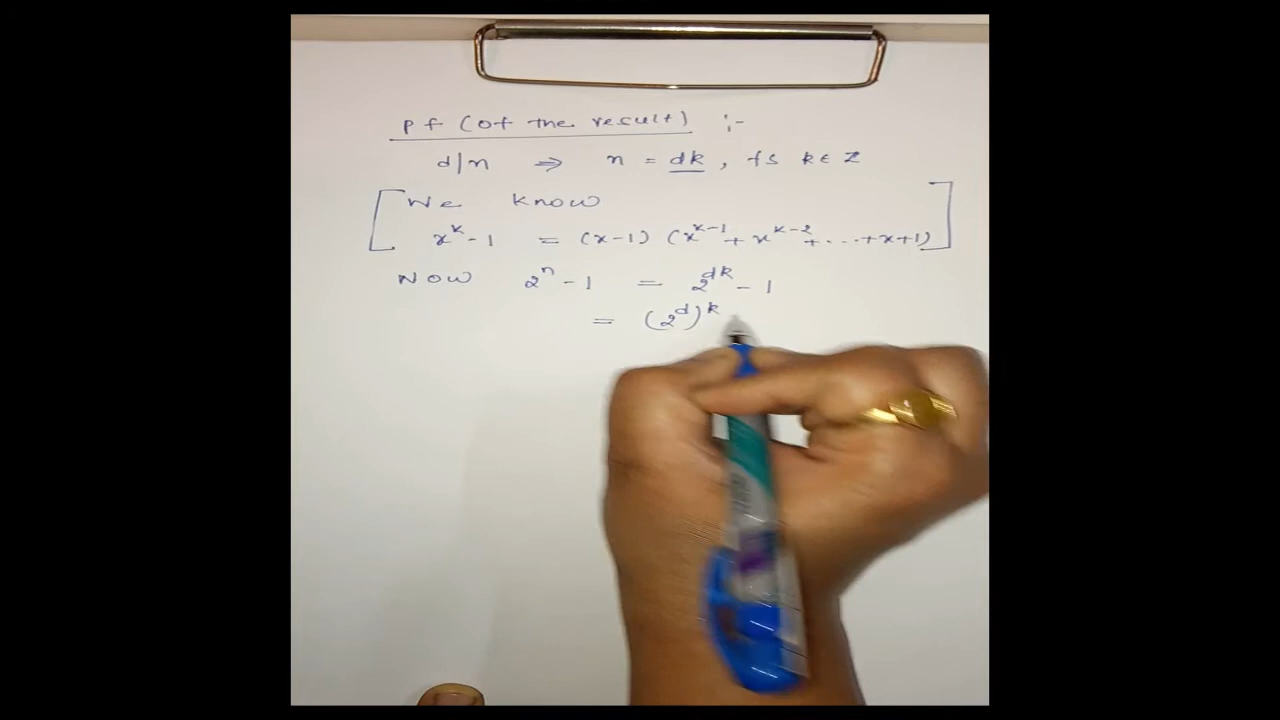 Pf (of the result) :-
d/n ⇒ n = dk, fs k ∈ Z
[We know
x^k - 1 = (x-1) (x^{k-1} + x^{k-2} + ... + x + 1)]
Now 2^n - 1 = 2^{dk} - 1
= (2^d)^k